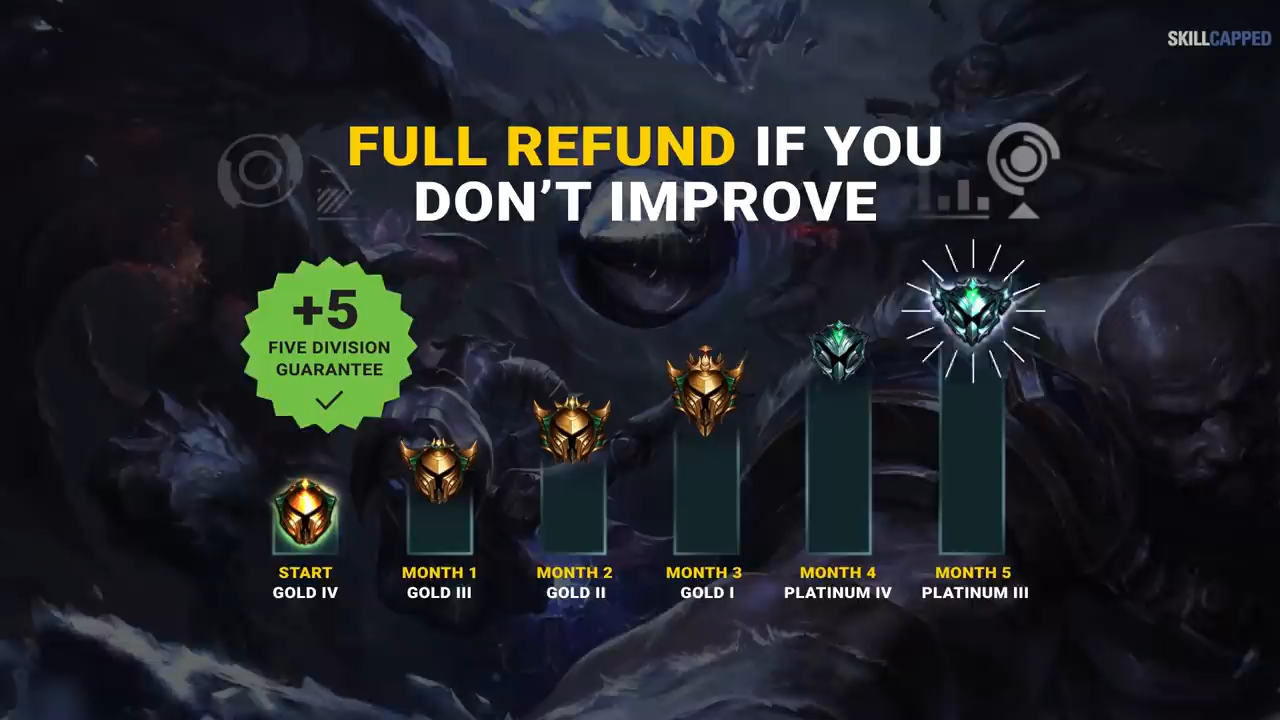 SKILLCAPPED
FULL REFUND IF YOU
DON'T IMPROVE
+5
FIVE DIVISION
GUARANTEE
START
GOLD IV
MONTH 1
GOLD III
MONTH 2
GOLD II
MONTH 3
GOLD I
MONTH 4
PLATINUM IV
MONTH 5
PLATINUM III